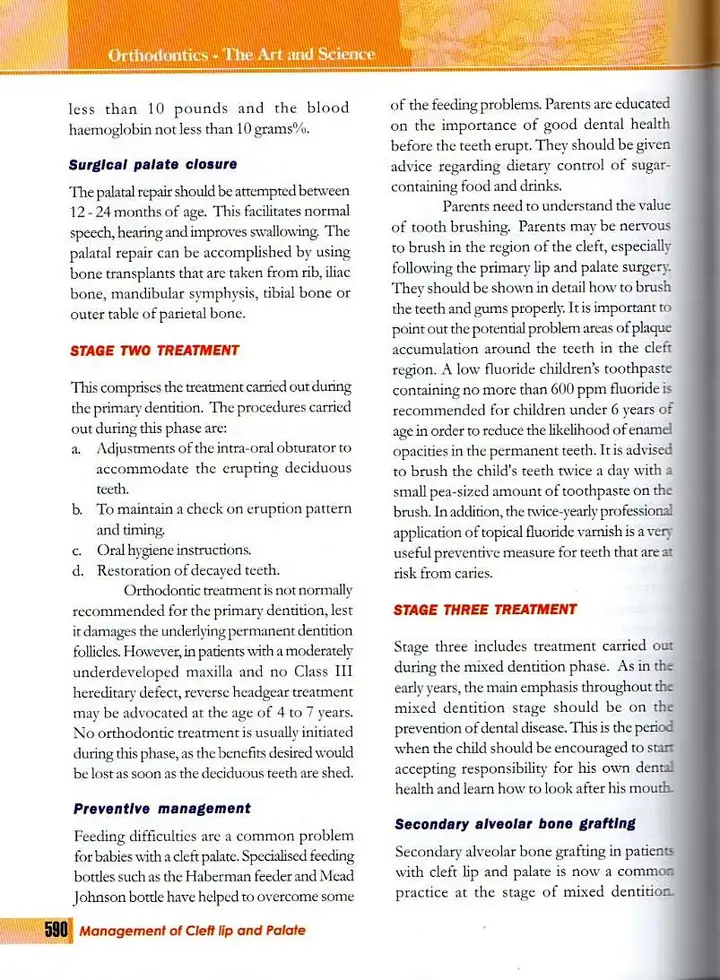 Orthodontics - The Art and Science
less than 10 pounds and the blood
haemoglobin not less than 10 grams%.
Surgical palate closure
The palatal repair should be attempted between
12 - 24 months of age. This facilitates normal
speech, hearing and improves swallowing. The
palatal repair can be accomplished by using
bone transplants that are taken from rib, iliac
bone, mandibular symphysis, tibial bone or
outer table of parietal bone.
STAGE TWO TREATMENT
This comprises the treatment carried out during
the primary dentition. The procedures carried
out during this phase are:
a. Adjustments of the intra-oral obturator to
accommodate the erupting deciduous
teeth.
b. To maintain a check on eruption pattern
and timing.
c. Oral hygiene instructions.
d. Restoration of decayed teeth.
Orthodontic treatment is not normally
recommended for the primary dentition, lest
it damages the underlying permanent dentition
follicles. However, in patients with a moderately
underdeveloped maxilla and no Class III
hereditary defect, reverse headgear treatment
may be advocated at the age of 4 to 7 years.
No orthodontic treatment is usually initiated
during this phase, as the benefits desired would
be lost as soon as the deciduous teeth are shed.
Preventive management
Feeding difficulties are a common problem
for babies with a cleft palate. Specialised feeding
bottles such as the Haberman feeder and Mead
Johnson bottle have helped to overcome some
of the feeding problems. Parents are educated
on the importance of good dental health
before the teeth erupt. They should be given
advice regarding dietary control of sugar-
containing food and drinks.
Parents need to understand the value
of tooth brushing. Parents may be nervous
to brush in the region of the cleft, especially
following the primary lip and palate surgery.
They should be shown in detail how to brush
the teeth and gums properly. It is important to
point out the potential problem areas of plaque
accumulation around the teeth in the cleft
region. A low fluoride children's toothpaste
containing no more than 600 ppm fluoride is
recommended for children under 6 years of
age in order to reduce the likelihood of enamel
opacities in the permanent teeth. It is advised
to brush the child's teeth twice a day with a
small pea-sized amount of toothpaste on the
brush. In addition, the twice-yearly professional
application of topical fluoride varnish is a very
useful preventive measure for teeth that are at
risk from caries.
STAGE THREE TREATMENT
Stage three includes treatment carried out
during the mixed dentition phase. As in the
early years, the main emphasis throughout the
mixed dentition stage should be on the
prevention of dental disease. This is the period
when the child should be encouraged to start
accepting responsibility for his own dental
health and learn how to look after his mouth.
Secondary alveolar bone grafting
Secondary alveolar bone grafting in patients
with cleft lip and palate is now a common
practice at the stage of mixed dentition.
590 Management of Cleft lip and Palate